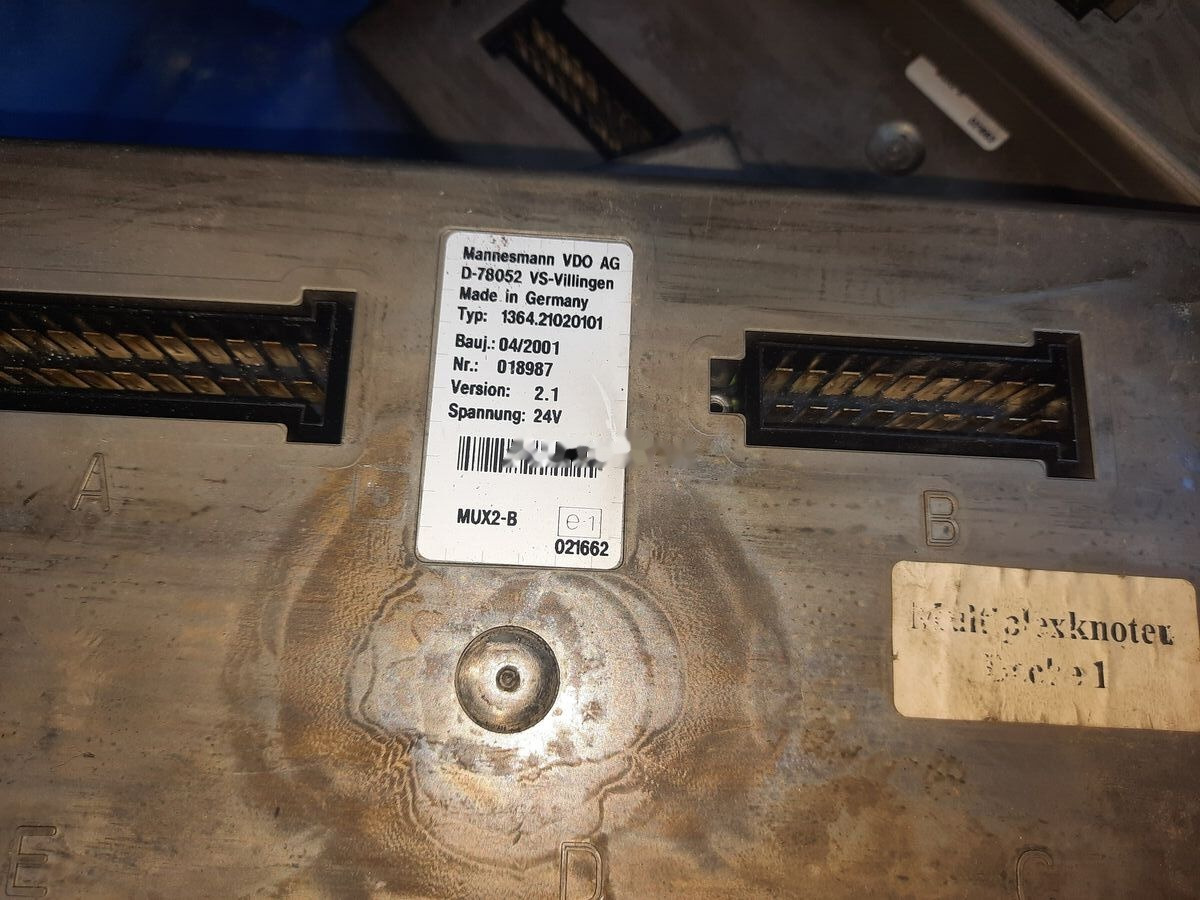 Mannesmann VDO AG
D-78052 VS-Villingen
Made in Germany
Typ: 1364.21020101
Bauj.: 04/2001
Nr.: 018987
Version: 2.1
Spannung: 24V
MUX2-B
e1
021662
A
B
Multiplexknoten
1
E
D
C